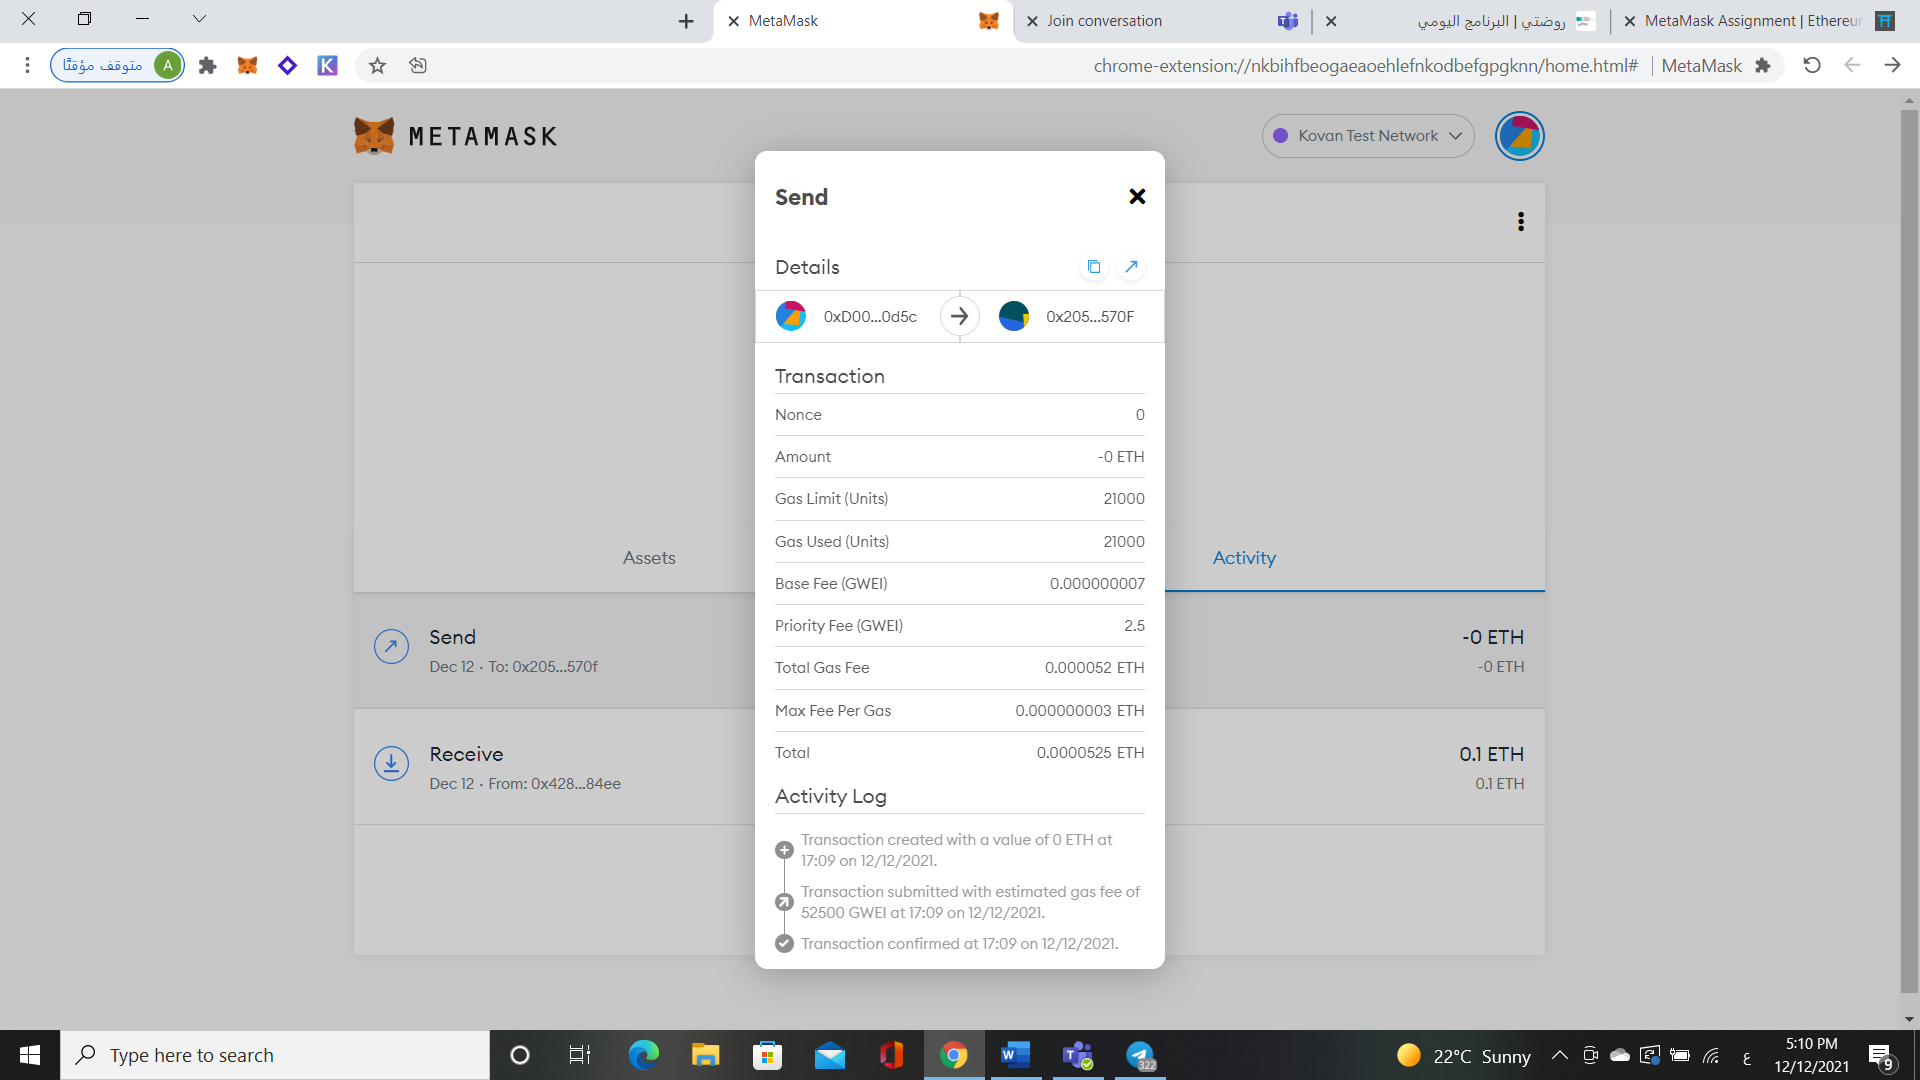 MetaMask
Join conversation
روضتي | البرنامج اليومي
MetaMask Assignment | Ethereu
متوقف مؤقتًا
A
K
chrome-extension://nkbihfbeogaeaoehlefnkodbefgpgknn/home.html#
MetaMask
METAMASK
Kovan Test Network
Send
Details
0xD00...0d5c
0x205...570F
Transaction
Nonce 0
Amount -0 ETH
Gas Limit (Units) 21000
Gas Used (Units) 21000
Base Fee (GWEI) 0.000000007
Priority Fee (GWEI) 2.5
Total Gas Fee 0.000052 ETH
Max Fee Per Gas 0.000000003 ETH
Total 0.0000525 ETH
Activity Log
Transaction created with a value of 0 ETH at
17:09 on 12/12/2021.
Transaction submitted with estimated gas fee of
52500 GWEI at 17:09 on 12/12/2021.
Transaction confirmed at 17:09 on 12/12/2021.
Assets
Activity
Send
Dec 12 · To: 0x205...570f
-0 ETH
-0 ETH
Receive
Dec 12 · From: 0x428...84ee
0.1 ETH
0.1 ETH
Type here to search
W
T
322
22°C Sunny
ع
5:10 PM
12/12/2021
9